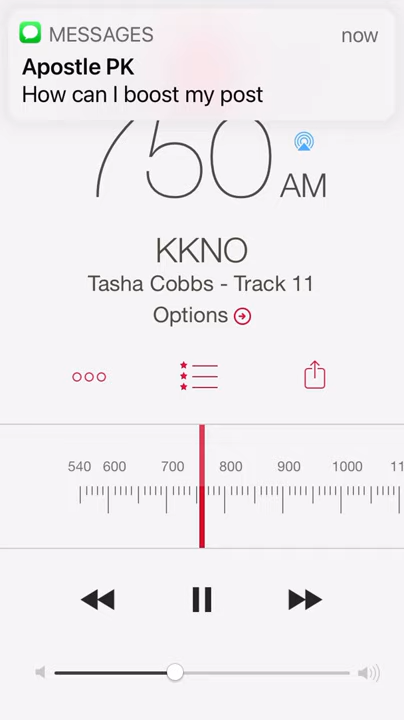 MESSAGES now
Apostle PK
How can I boost my post
750 AM
KKNO
Tasha Cobbs - Track 11
Options
540 600 700 800 900 1000 11